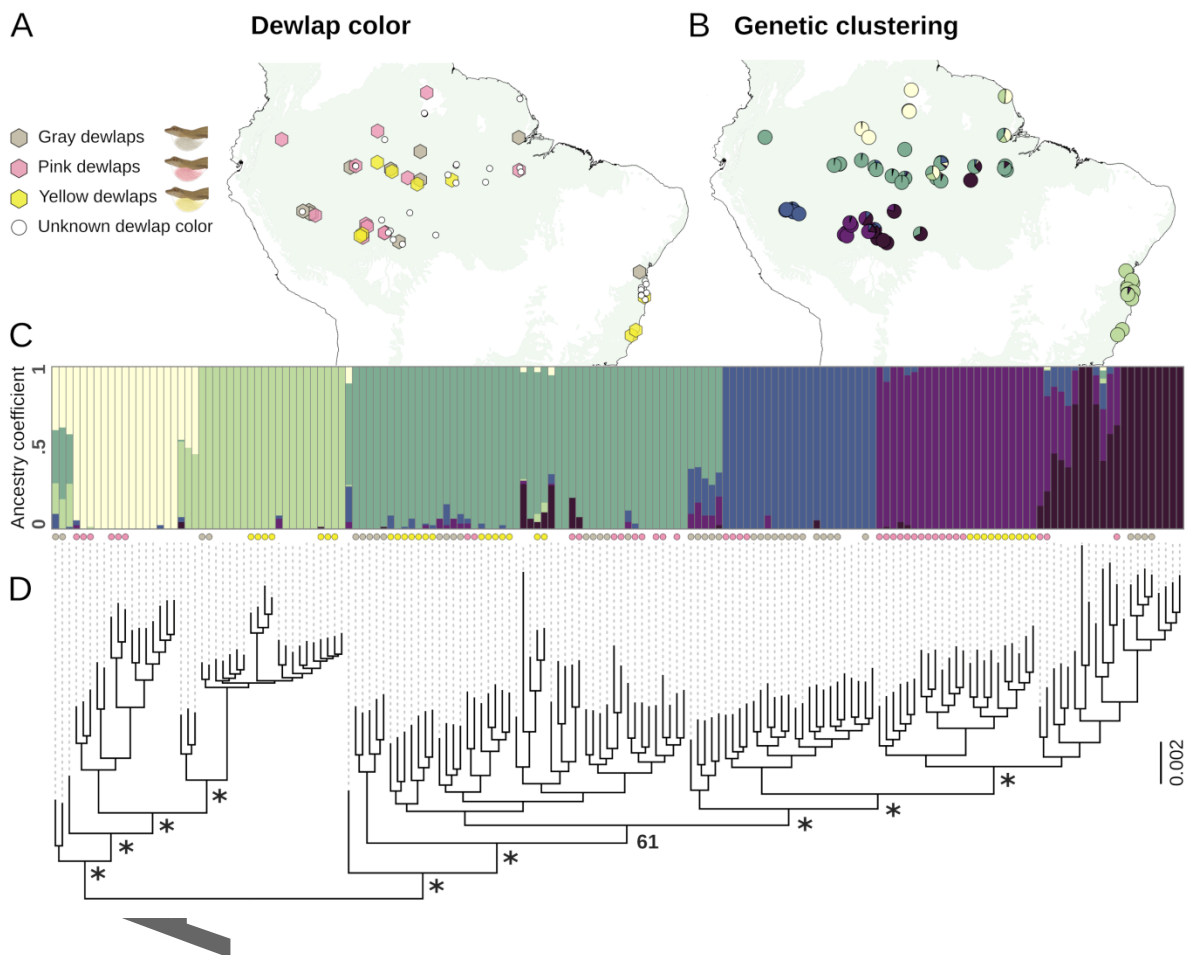 A
Dewlap color
B
Genetic clustering
Gray dewlaps
Pink dewlaps
Yellow dewlaps
Unknown dewlap color
C
Ancestry coefficient
1
.5
0
D
*
*
*
*
*
*
*
*
*
61
0.002